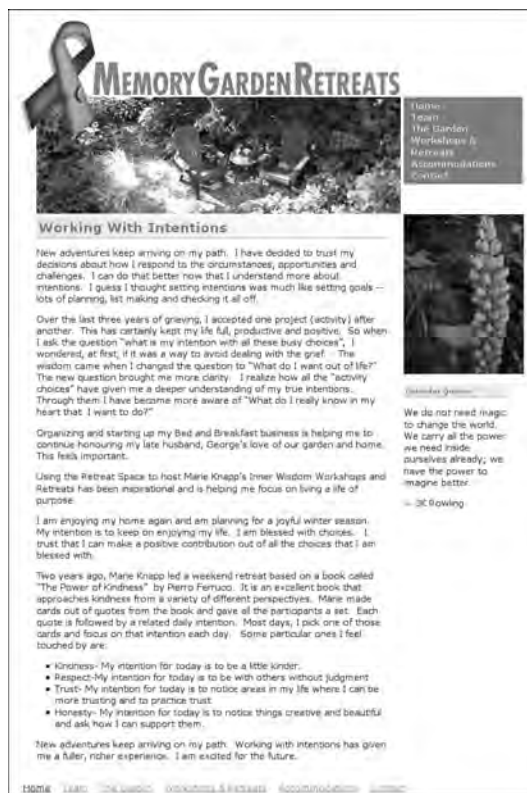 MEMORYGARDENRETREATS
Home
Team
The Garden
Workshops &
Retreats
Accommodations
Contact
Working With Intentions
New adventures keep arriving on my path. I have decided to trust my
decisions about how I respond to the circumstances, opportunities and
challenges. I can do that better now that I understand more about
intentions. I guess I thought setting intentions was much like setting goals --
lots of planning, list making and checking it all off.
Over the last three years of grieving, I accepted one project (activity) after
another. This has certainly kept my life full, productive and positive. So when
I ask the question "what is my intention with all these busy choices", I
wondered, at first, if it was a way to avoid dealing with the grief. The
wisdom came when I changed the question to "What do I want out of life?"
The new question brought me more clarity. I realize how all the "activity
choices" have given me a deeper understanding of my true intentions.
Through them I have become more aware of "What do I really know in my
heart that I want to do?"
Organizing and starting up my Bed and Breakfast business is helping me to
continue honouring my late husband, George's love of our garden and home.
This feels important.
Using the Retreat Space to host Marie Knapp's Inner Wisdom Workshops and
Retreats has been inspirational and is helping me focus on living a life of
purpose.
I am enjoying my home again and am planning for a joyful winter season.
My intention is to keep on enjoying my life. I am blessed with choices. I
trust that I can make a positive contribution out of all the choices that I am
blessed with.
Two years ago, Marie Knapp led a weekend retreat based on a book called
"The Power of Kindness" by Pierro Ferruco. It is an excellent book that
approaches kindness from a variety of different perspectives. Marie made
cards out of quotes from the book and gave all the participants a set. Each
quote is followed by a related daily intention. Most days, I pick one of those
cards and focus on that intention each day. Some particular ones I feel
touched by are:
• Kindness- My intention for today is to be a little kinder.
• Respect-My intention for today is to be with others without judgment
• Trust- My intention for today is to notice areas in my life where I can be
more trusting and to practice trust
• Honesty- My intention for today is to notice things creative and beautiful
and ask how I can support them.
New adventures keep arriving on my path. Working with intentions has given
me a fuller, richer experience. I am excited for the future.
We do not need magic
to change the world.
We carry all the power
we need inside
ourselves already; we
have the power to
imagine better.
-- JK Rowling
Home Team The Garden Workshops & Retreats Accommodations Contact